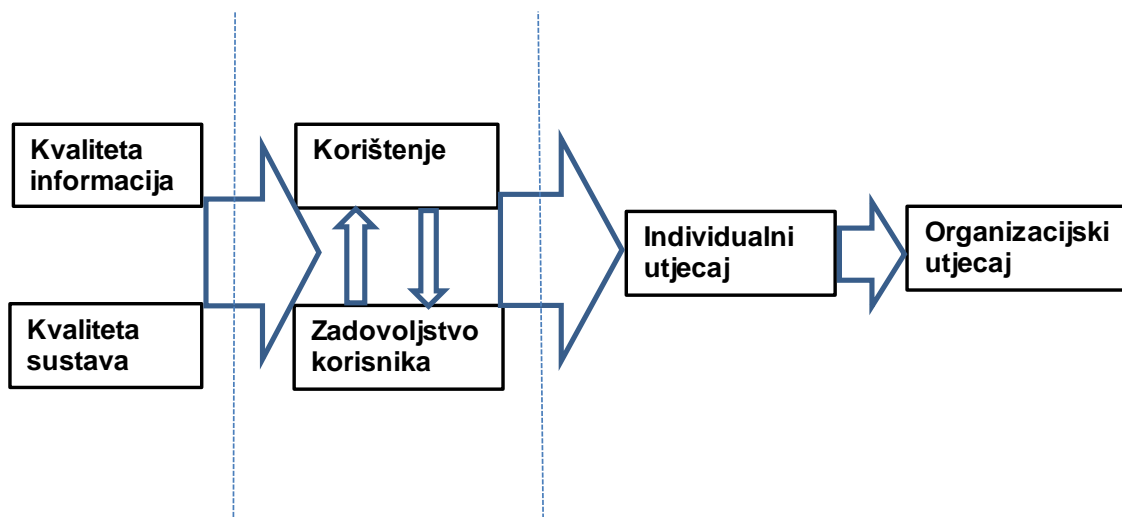 Kvaliteta
informacija
Kvaliteta
sustava
Korištenje
Zadovoljstvo
korisnika
Individualni
utjecaj
Organizacijski
utjecaj